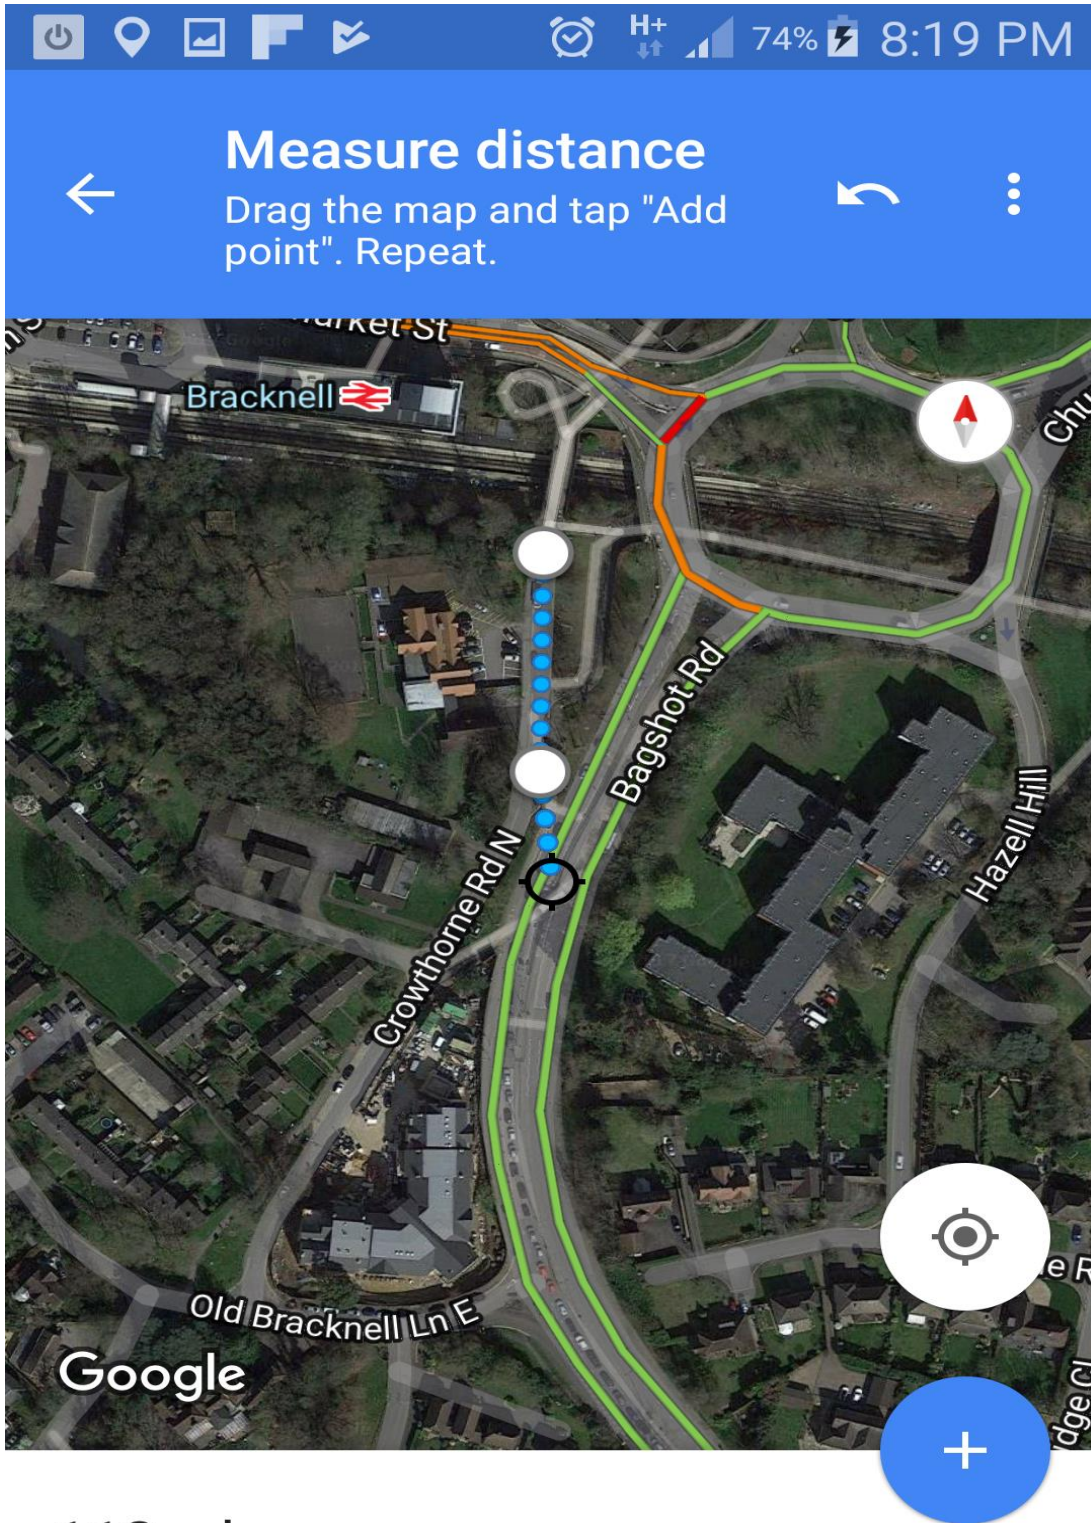 H+
74%
8:19 PM
Measure distance
Drag the map and tap "Add
point". Repeat.
Bracknell
Bagshot Rd
Hazell Hill
Crowthorne Rd N
Old Bracknell Ln E
Google